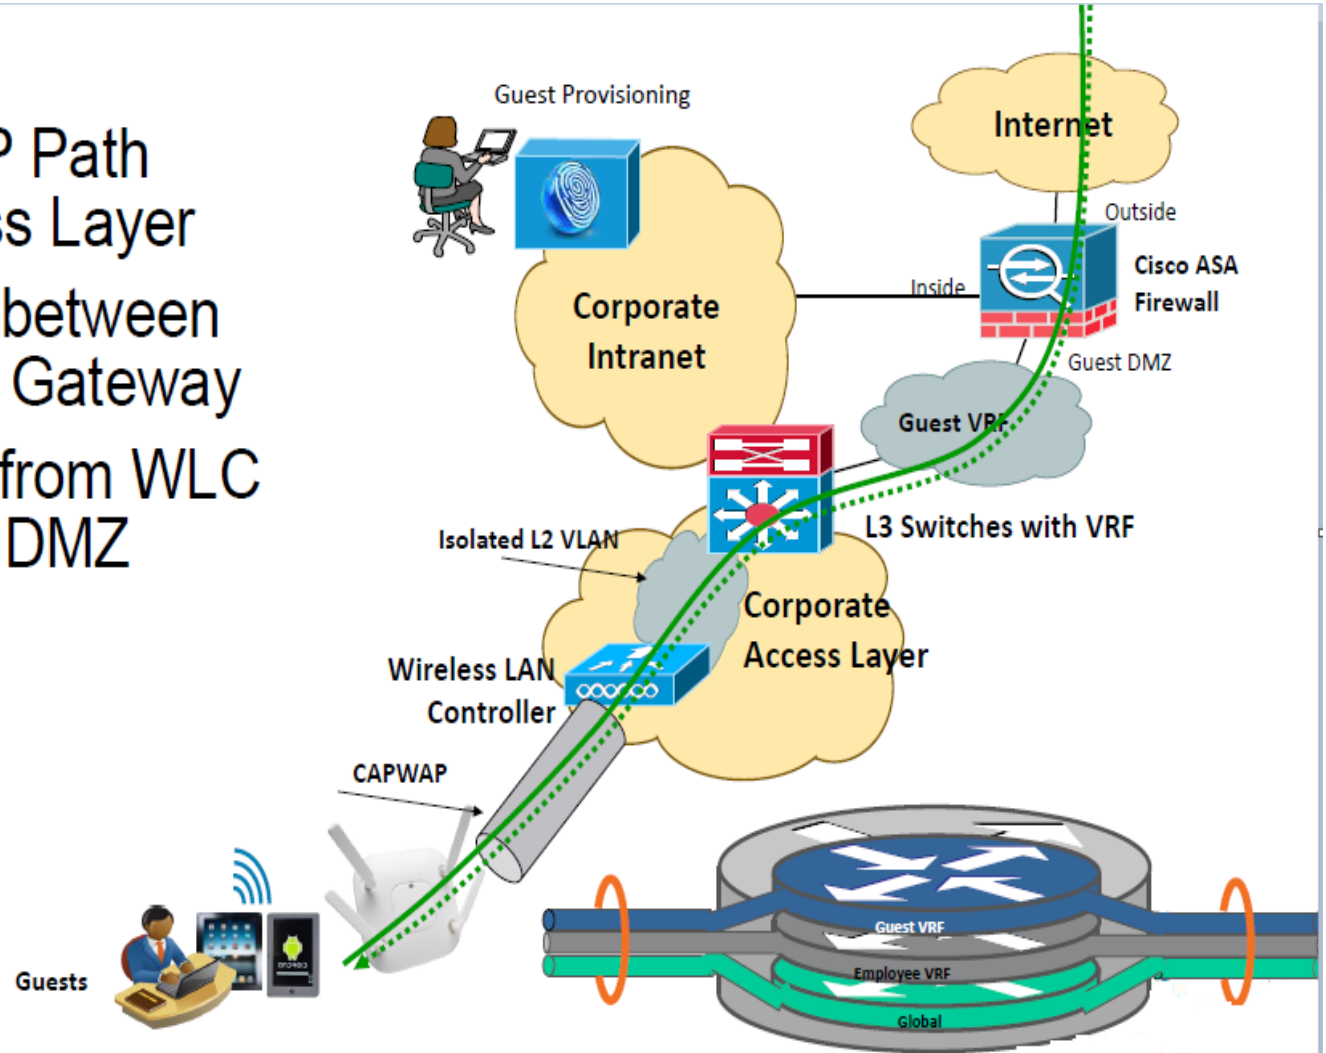 P Path
ss Layer
between
Gateway
from WLC
DMZ
Guest Provisioning
Internet
Outside
Cisco ASA
Firewall
Inside
Corporate
Intranet
Guest DMZ
Guest VRF
L3 Switches with VRF
Isolated L2 VLAN
Corporate
Access Layer
Wireless LAN
Controller
CAPWAP
Guests
Guest VRF
Employee VRF
Global